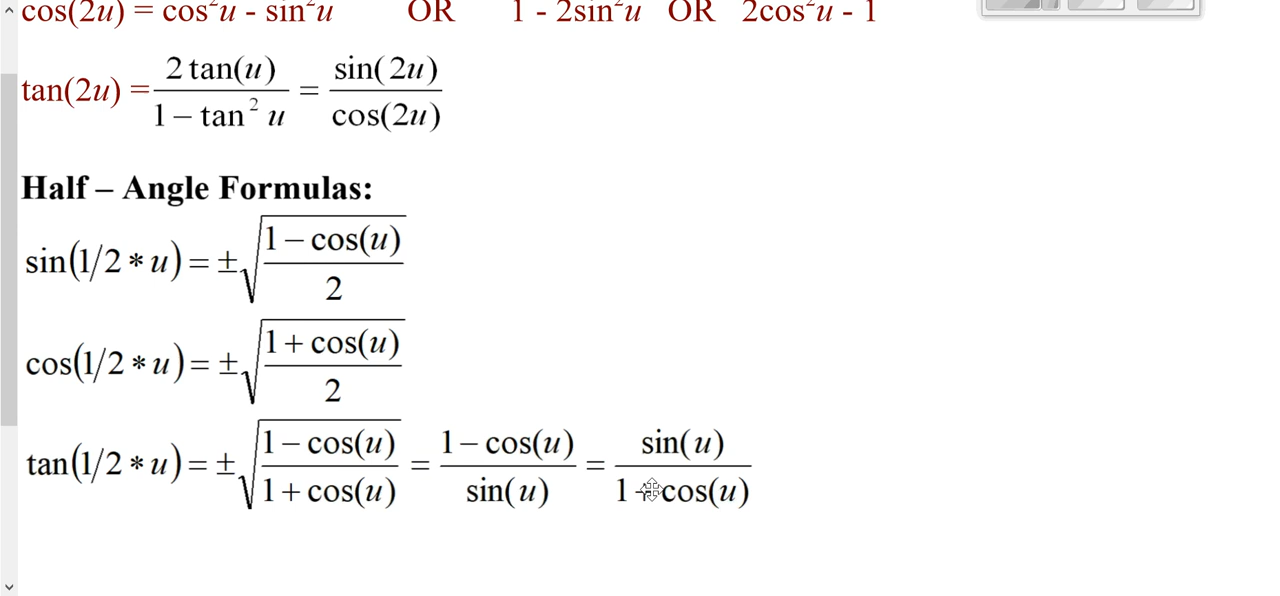 cos(2u) = cos²u - sin²u OR 1 - 2sin²u OR 2cos²u - 1
tan(2u) = 2 tan(u) / 1 − tan² u = sin(2u) / cos(2u)
Half – Angle Formulas:
sin(1/2 * u) = ±√(1 − cos(u) / 2)
cos(1/2 * u) = ±√(1 + cos(u) / 2)
tan(1/2 * u) = ±√(1 − cos(u) / 1 + cos(u)) = 1 − cos(u) / sin(u) = sin(u) / 1 + cos(u)